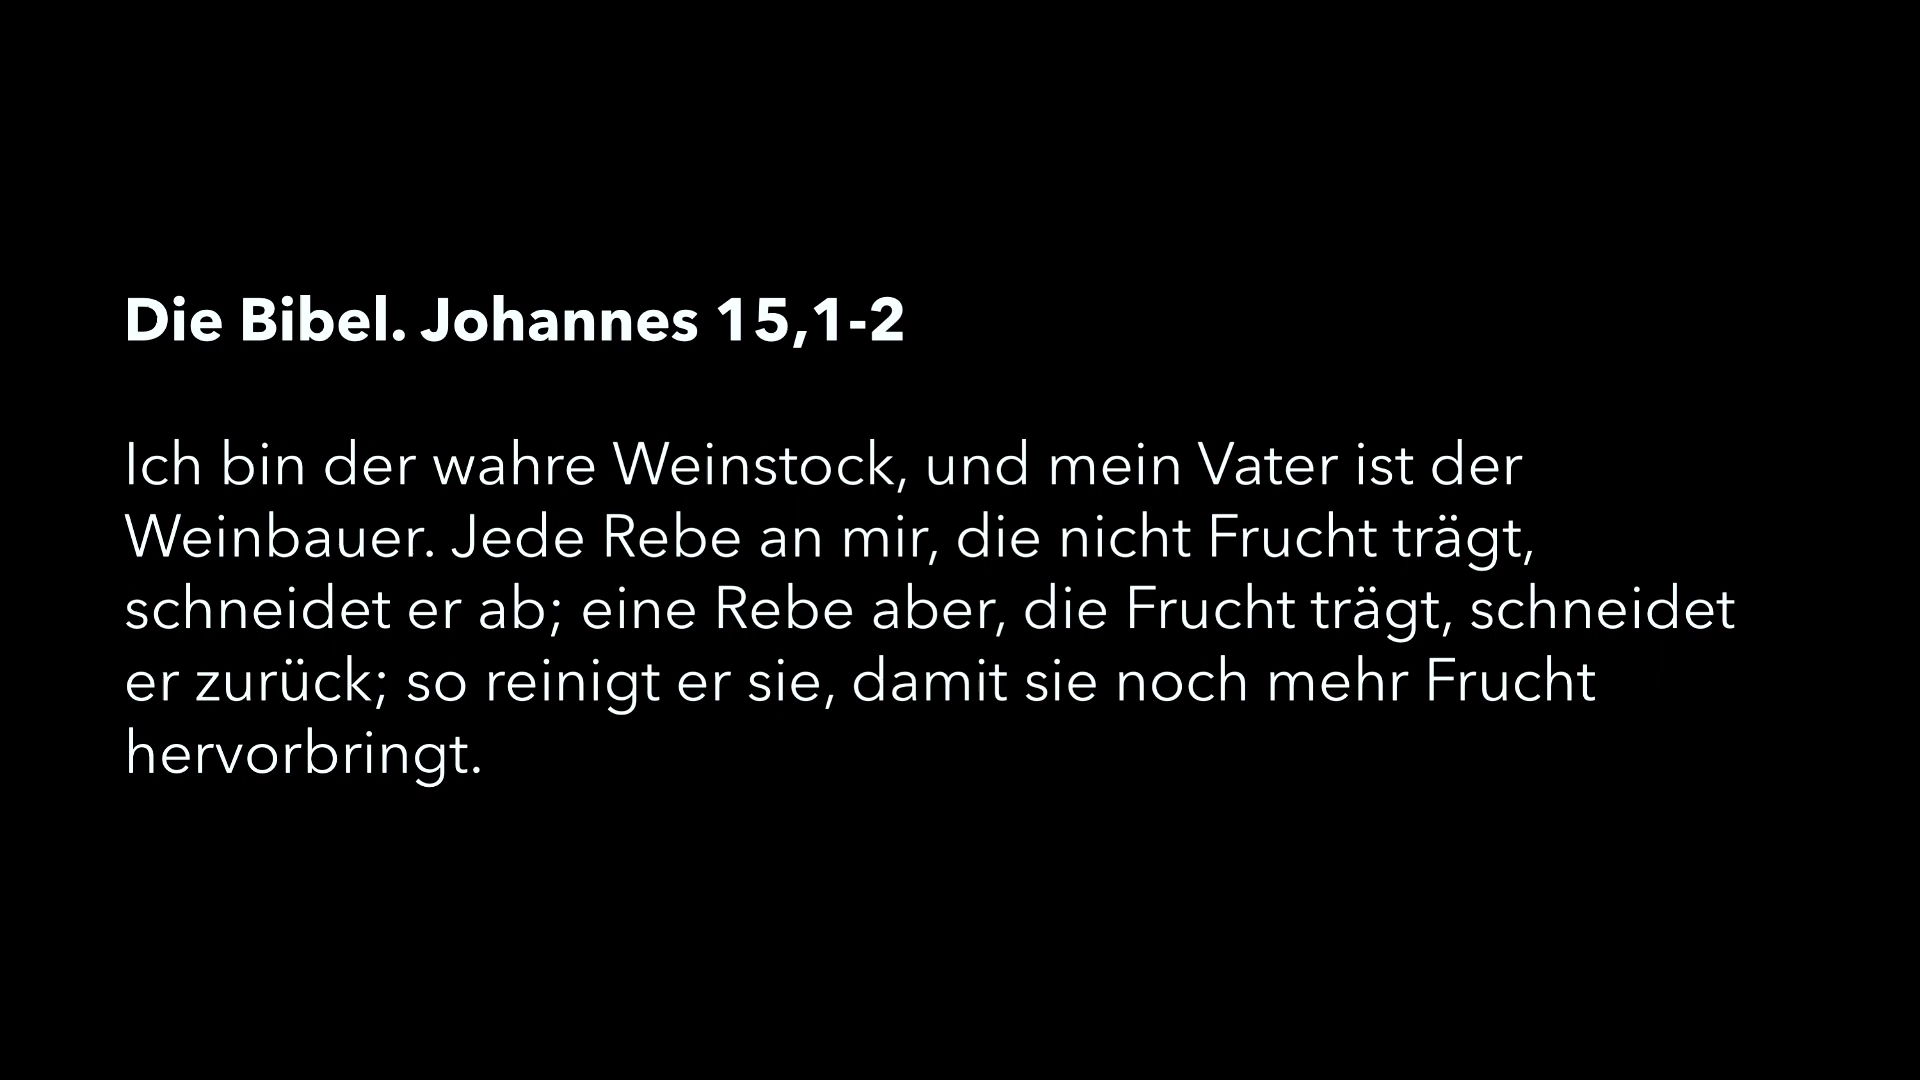 Die Bibel. Johannes 15,1-2
Ich bin der wahre Weinstock, und mein Vater ist der
Weinbauer. Jede Rebe an mir, die nicht Frucht trägt,
schneidet er ab; eine Rebe aber, die Frucht trägt, schneidet
er zurück; so reinigt er sie, damit sie noch mehr Frucht
hervorbringt.